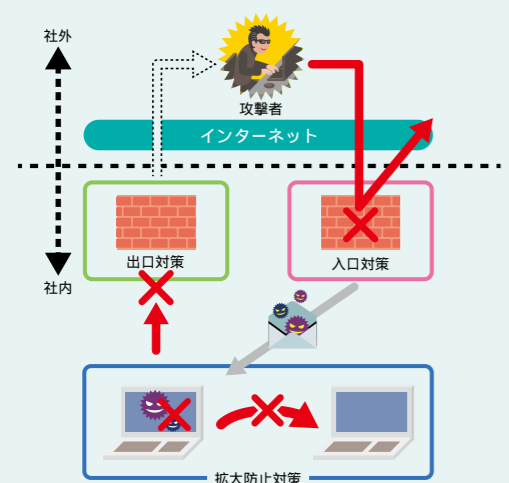 社外
攻撃者
インターネット
出口対策
入口対策
社内
拡大防止対策